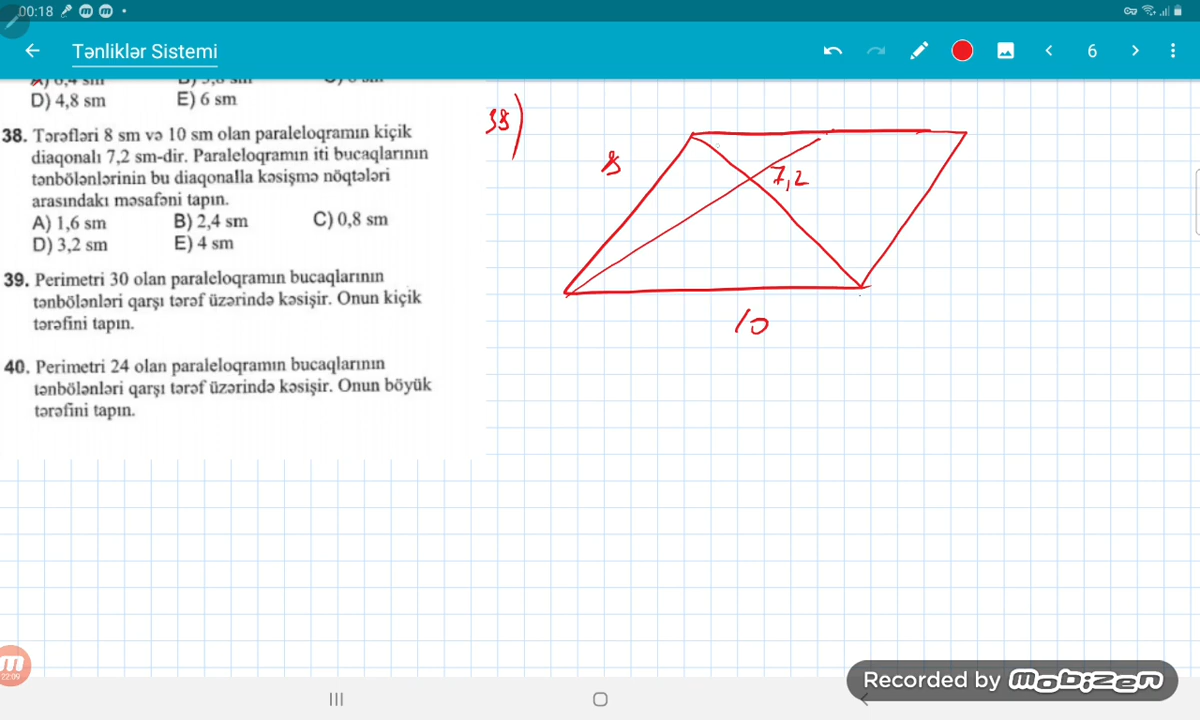 00:18
Tənliklər Sistemi
6
D) 4,8 sm E) 6 sm
38. Tərəfləri 8 sm və 10 sm olan paraleloqramın kiçik
diaqonalı 7,2 sm-dir. Paraleloqramın iti bucaqlarının
tənbölənlərinin bu diaqonalla kəsişmə nöqtələri
arasındakı məsafəni tapın.
A) 1,6 sm B) 2,4 sm C) 0,8 sm
D) 3,2 sm E) 4 sm
39. Perimetri 30 olan paraleloqramın bucaqlarının
tənbölənləri qarşı tərəf üzərində kəsişir. Onun kiçik
tərəfini tapın.
40. Perimetri 24 olan paraleloqramın bucaqlarının
tənbölənləri qarşı tərəf üzərində kəsişir. Onun böyük
tərəfini tapın.
38)
8
7,2
10
22:09
Recorded by mobizen